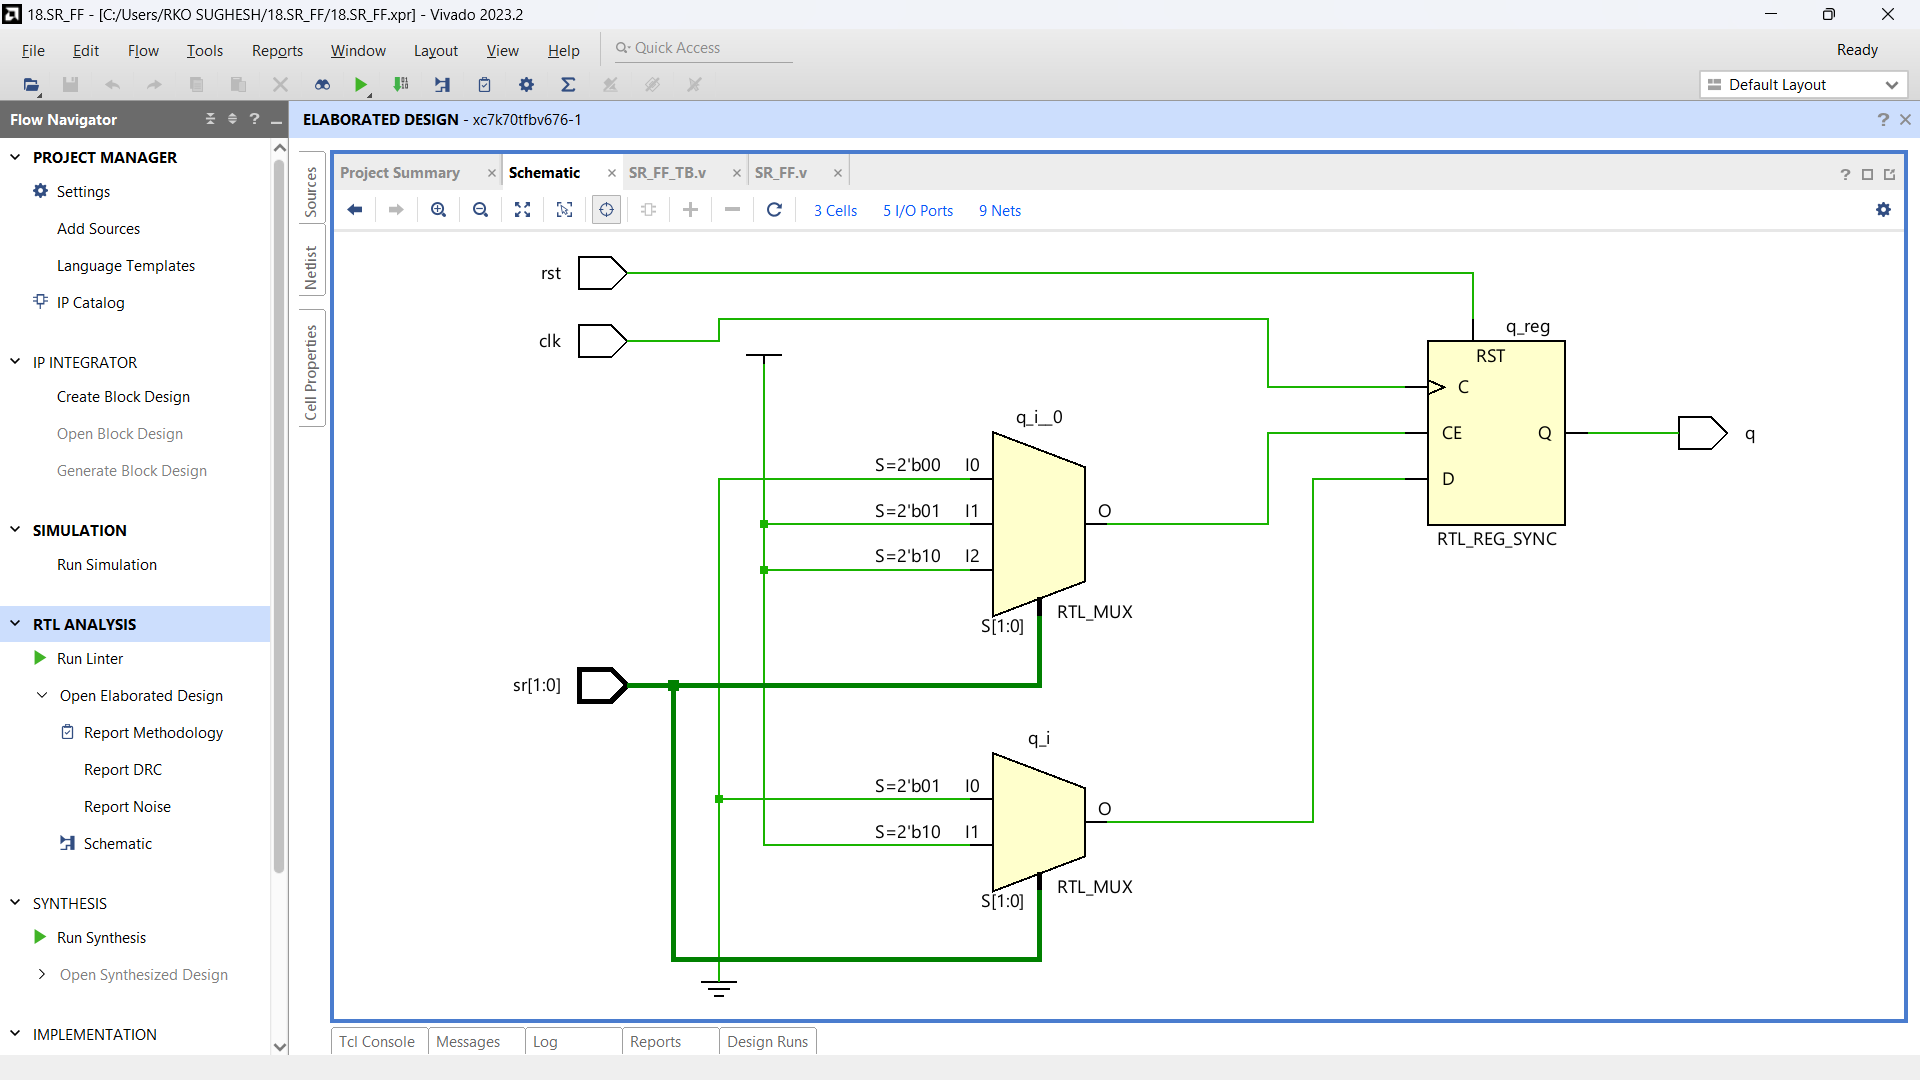 18.SR_FF - [C:/Users/RKO SUGHESH/18.SR_FF/18.SR_FF.xpr] - Vivado 2023.2
File Edit Flow Tools Reports Window Layout View Help Quick Access Ready
Default Layout
Flow Navigator ?
ELABORATED DESIGN - xc7k70tfbv676-1 ?
PROJECT MANAGER
Settings
Add Sources
Language Templates
IP Catalog
IP INTEGRATOR
Create Block Design
Open Block Design
Generate Block Design
SIMULATION
Run Simulation
RTL ANALYSIS
Run Linter
Open Elaborated Design
Report Methodology
Report DRC
Report Noise
Schematic
SYNTHESIS
Run Synthesis
Open Synthesized Design
IMPLEMENTATION
Sources
Netlist
Cell Properties
Project Summary Schematic SR_FF_TB.v SR_FF.v ?
3 Cells 5 I/O Ports 9 Nets
rst
clk
q_reg
RST
C
CE Q
D
RTL_REG_SYNC
q
q_i__0
S=2'b00 I0
S=2'b01 I1 O
S=2'b10 I2
RTL_MUX
S[1:0]
sr[1:0]
q_i
S=2'b01 I0
O
S=2'b10 I1
RTL_MUX
S[1:0]
Tcl Console Messages Log Reports Design Runs